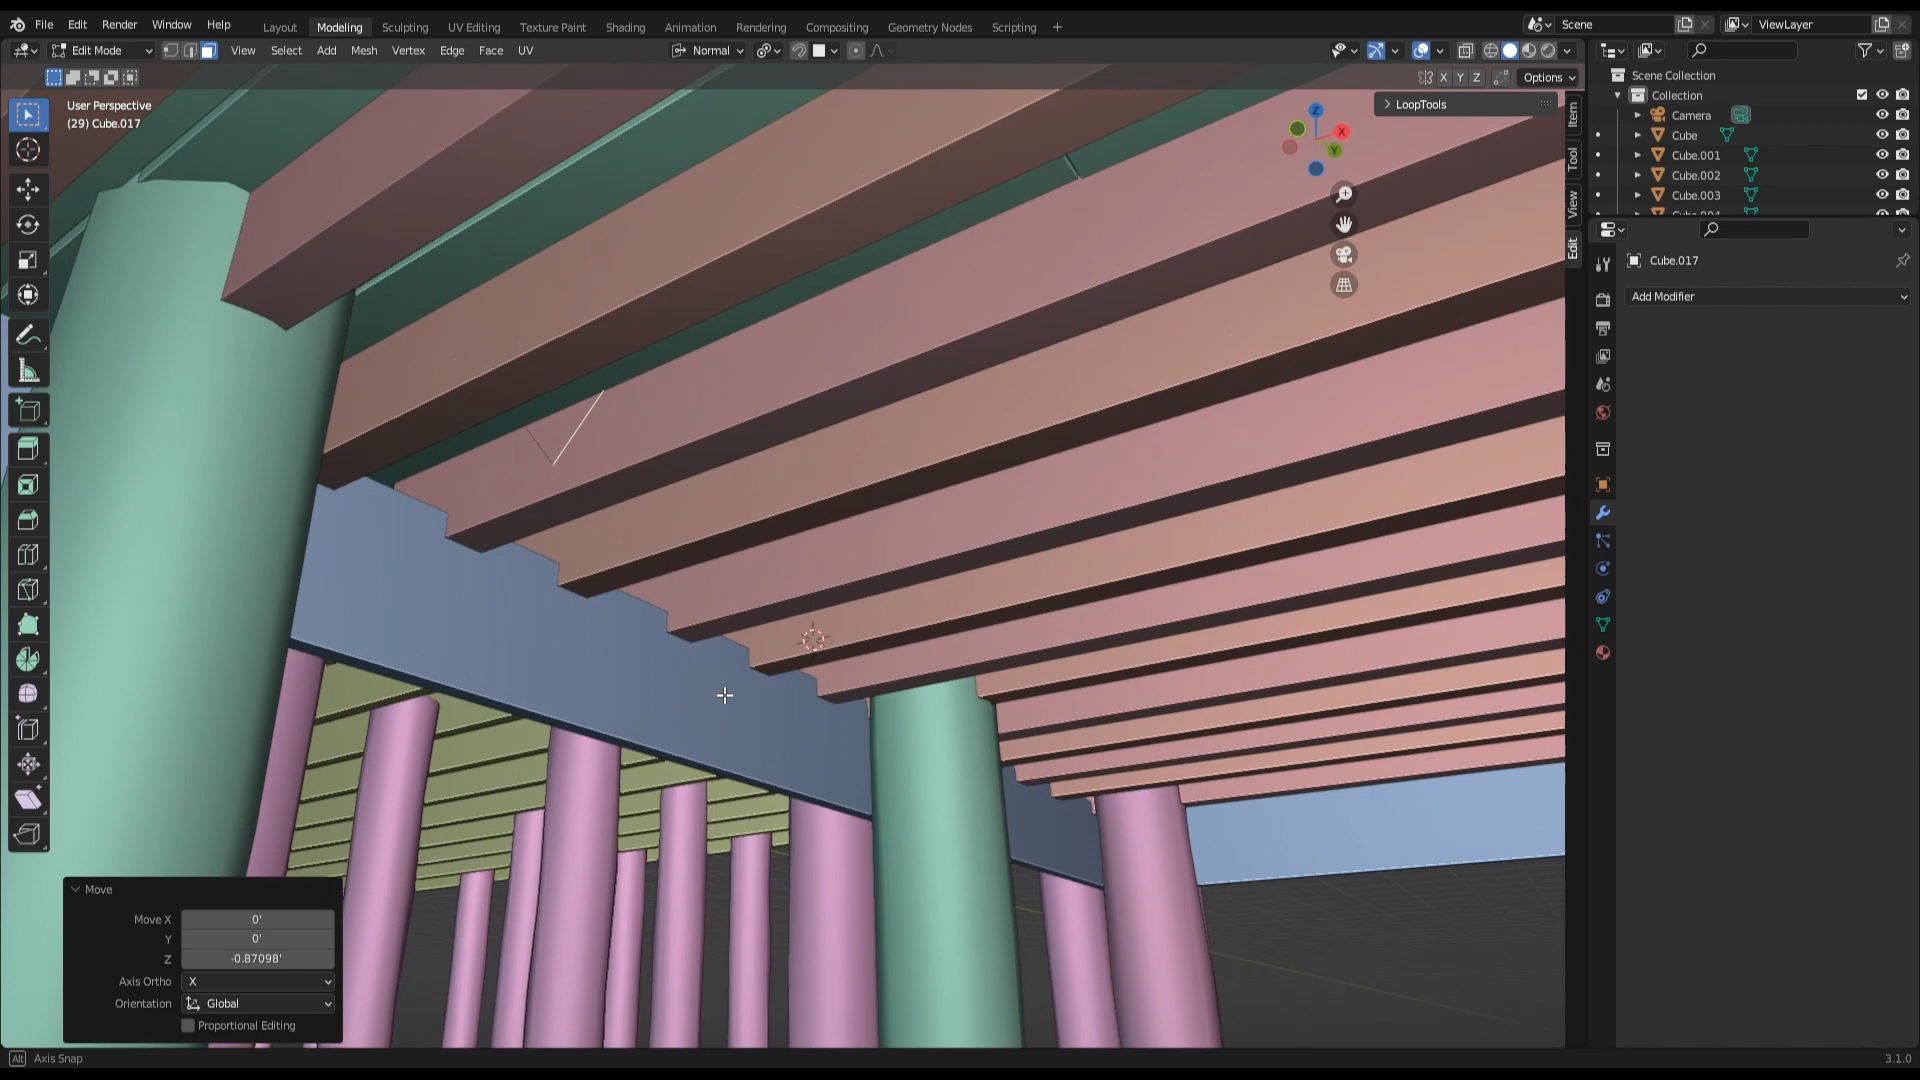 File Edit Render Window Help Layout Modeling Sculpting UV Editing Texture Paint Shading Animation Rendering Compositing Geometry Nodes Scripting + Scene ViewLayer
Edit Mode View Select Add Mesh Vertex Edge Face UV Normal
X Y Z Options
User Perspective
(29) Cube.017
LoopTools
Z
X
Y
Item
Tool
View
Edit
Scene Collection
Collection
Camera
Cube
Cube.001
Cube.002
Cube.003
Cube.004
Cube.017
Add Modifier
Move
Move X 0'
Y 0'
Z -0.87098'
Axis Ortho X
Orientation Global
Proportional Editing
Alt Axis Snap
3.1.0